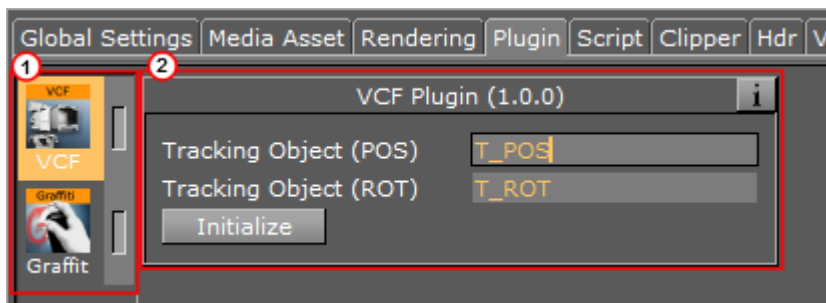 Global Settings Media Asset Rendering Plugin Script Clipper Hdr V
1 2
VCF
VCF
VCF Plugin (1.0.0) i
Tracking Object (POS) T_POS
Tracking Object (ROT) T_ROT
Initialize
Graffiti
Graffit